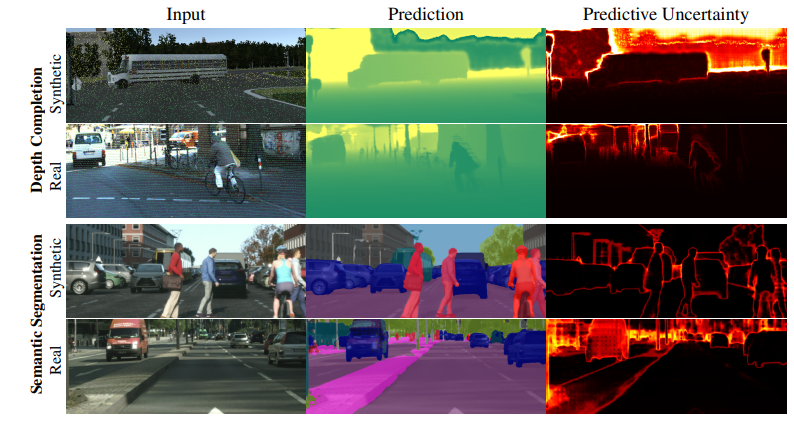 Input Prediction Predictive Uncertainty
Depth Completion
Synthetic
Real
Semantic Segmentation
Synthetic
Real